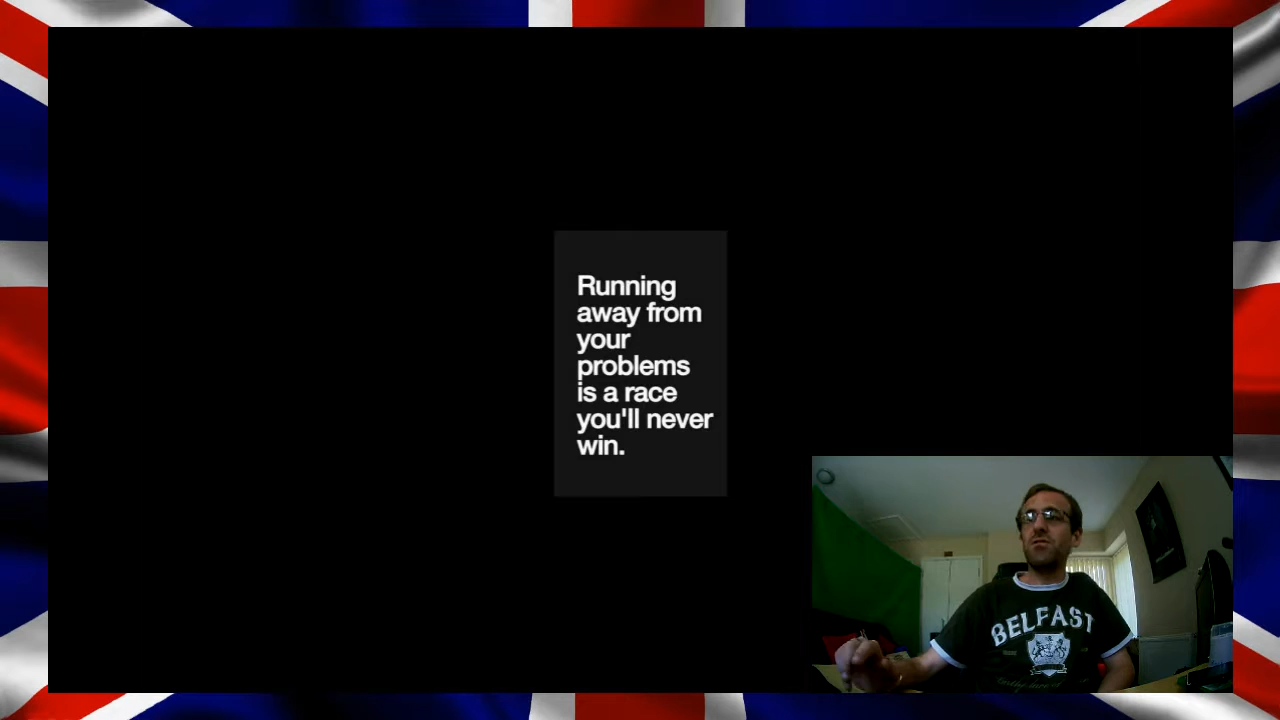 Running
away from
your
problems
is a race
you'll never
win.
BELFAST